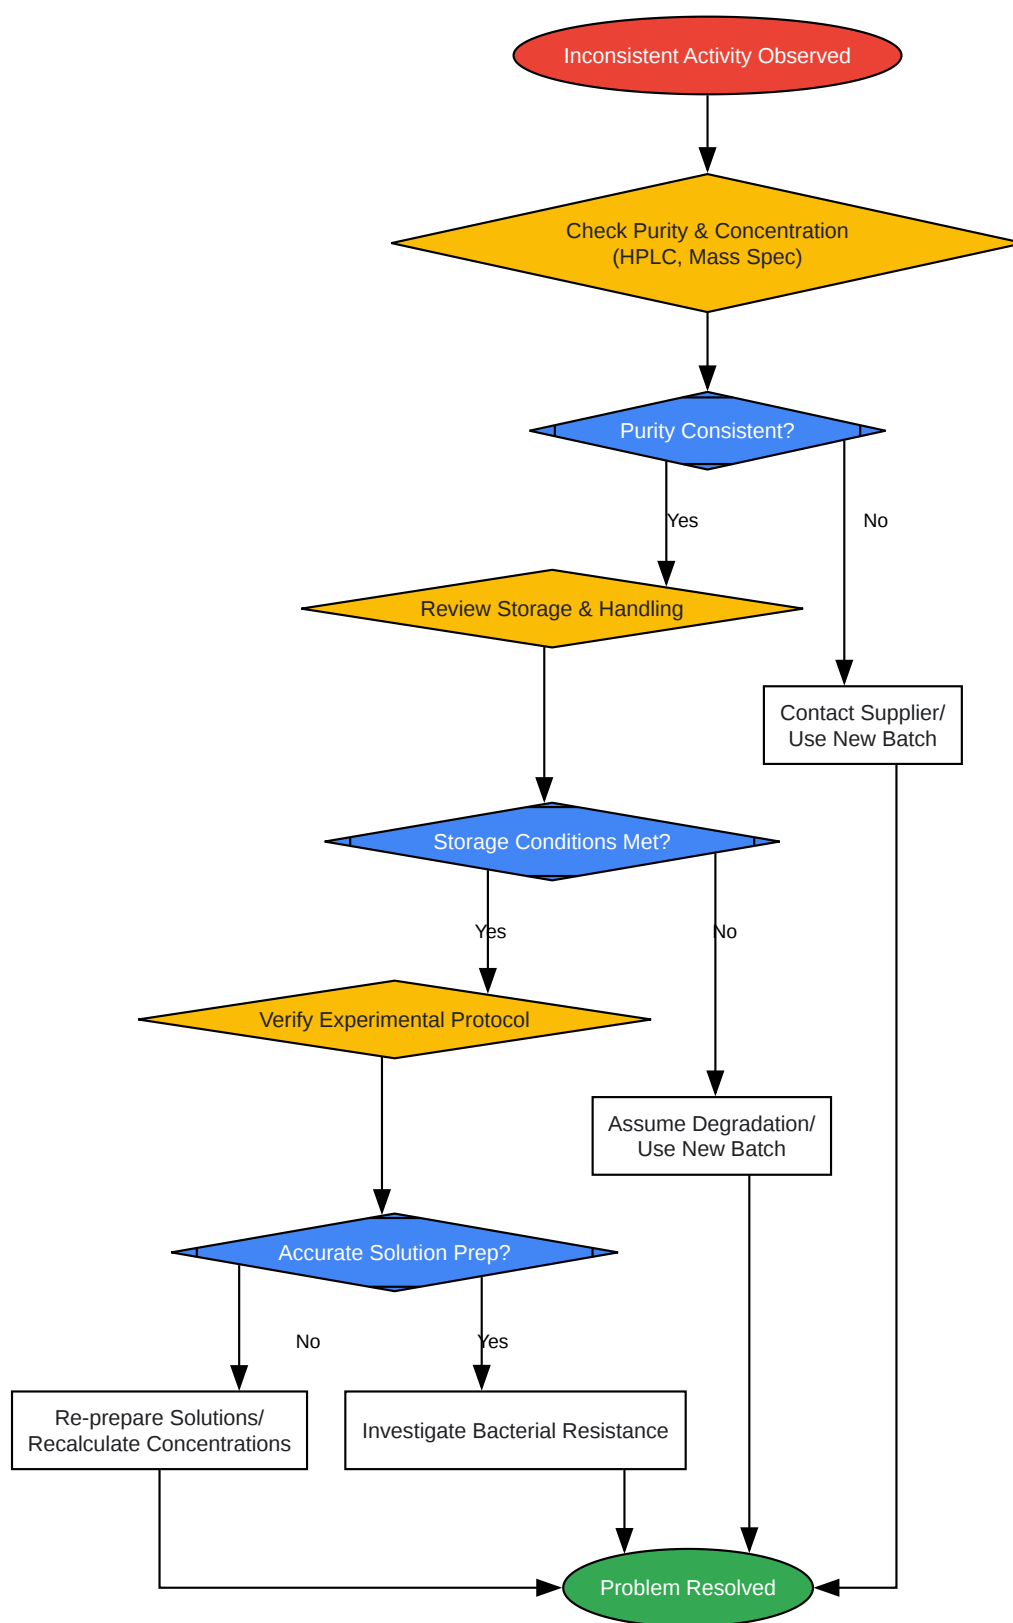 Inconsistent Activity Observed
Check Purity & Concentration
(HPLC, Mass Spec)
Purity Consistent?
Yes
No
Review Storage & Handling
Contact Supplier/
Use New Batch
Storage Conditions Met?
Yes
No
Verify Experimental Protocol
Assume Degradation/
Use New Batch
Accurate Solution Prep?
No
Yes
Re-prepare Solutions/
Recalculate Concentrations
Investigate Bacterial Resistance
Problem Resolved